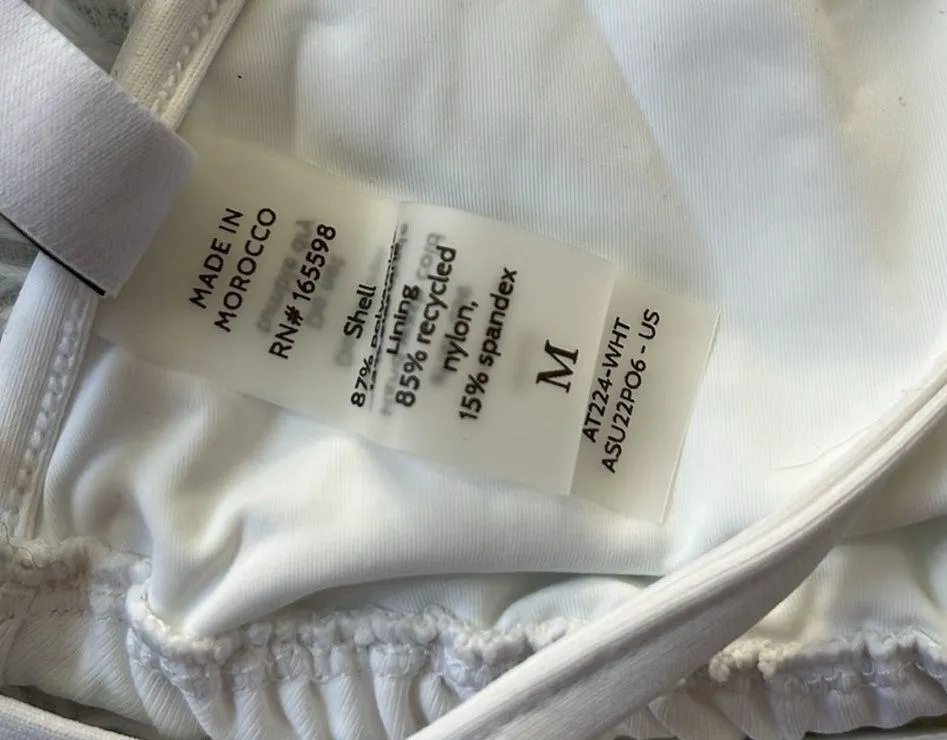 MADE IN
MOROCCO
RN# 165598
Shell
87%
Lining
85% recycled
nylon,
15% spandex
M
AT224-WHT
ASU22PO6 - US